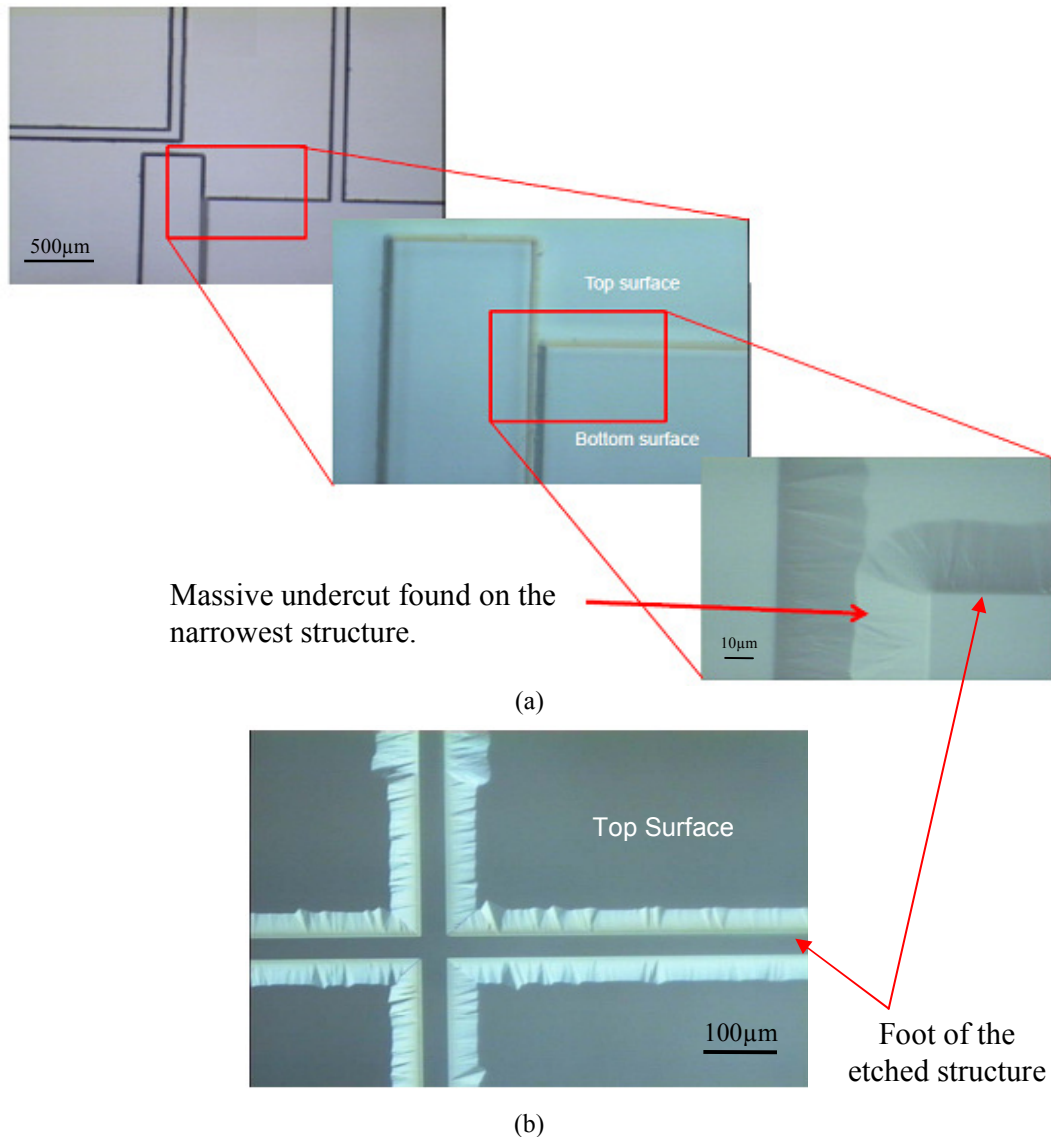 500µm
Top surface
Bottom surface
Massive undercut found on the
narrowest structure.
10µm
(a)
Top Surface
100µm
Foot of the
etched structure
(b)